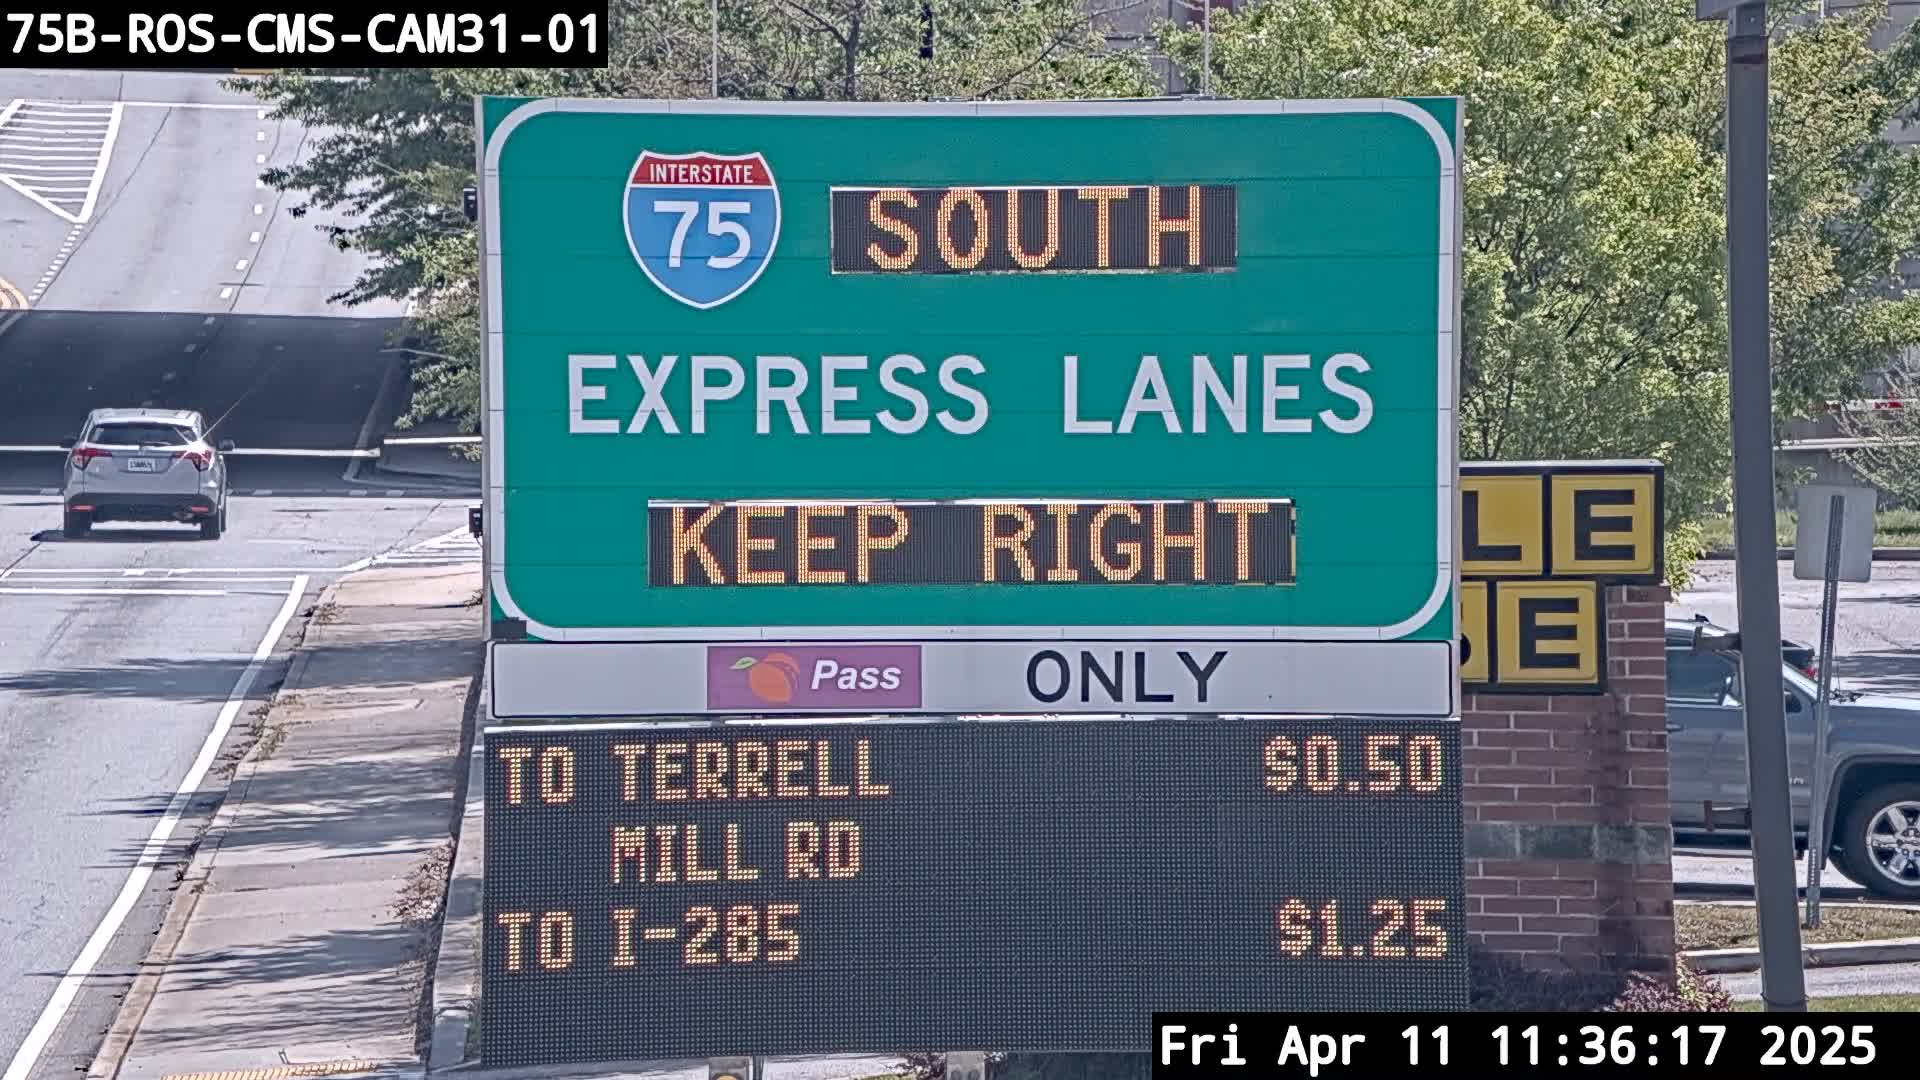 75B-ROS-CMS-CAM31-01
INTERSTATE
75
SOUTH
EXPRESS LANES
KEEP RIGHT
LE
E
Pass ONLY
TO TERRELL $0.50
MILL RD
TO I-285 $1.25
Fri Apr 11 11:36:17 2025